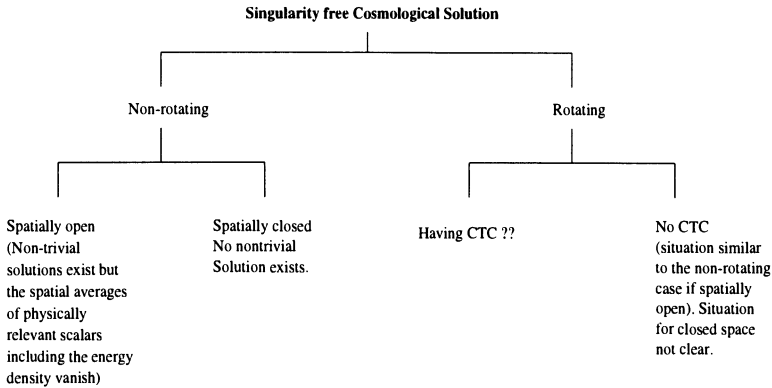 Singularity free Cosmological Solution
Non-rotating
Rotating
Spatially open
(Non-trivial
solutions exist but
the spatial averages
of physically
relevant scalars
including the energy
density vanish)
Spatially closed
No nontrivial
Solution exists.
Having CTC ??
No CTC
(situation similar
to the non-rotating
case if spatially
open). Situation
for closed space
not clear.